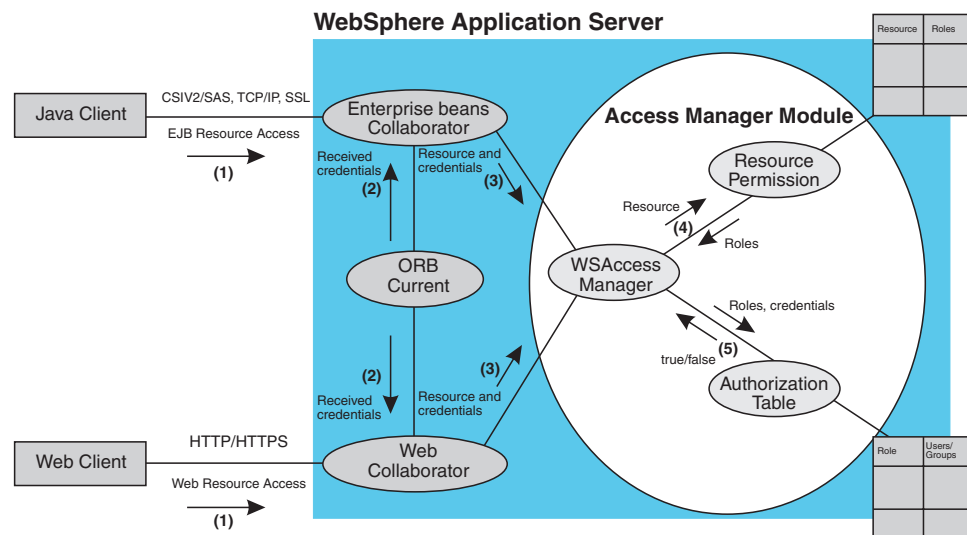 WebSphere Application Server
Resource
Roles
CSIV2/SAS, TCP/IP, SSL
Java Client
Enterprise beans
Collaborator
Access Manager Module
EJB Resource Access
(1)
Received
credentials
(2)
Resource and
credentials
(3)
Resource
Permission
Resource
(4)
Roles
ORB
Current
WSAccess
Manager
Roles, credentials
(5)
true/false
(2)
Received
credentials
(3)
Resource and
credentials
Authorization
Table
HTTP/HTTPS
Web Client
Web
Collaborator
Web Resource Access
(1)
Role
Users/
Groups